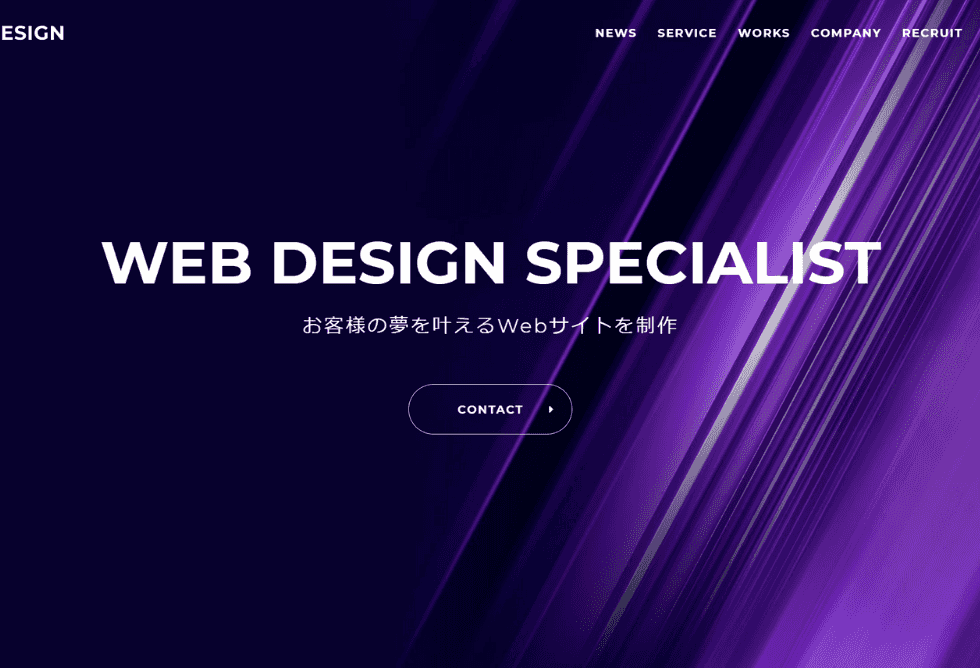 ESIGN
NEWS SERVICE WORKS COMPANY RECRUIT
WEB DESIGN SPECIALIST
お客様の夢を叶えるWebサイトを制作
CONTACT